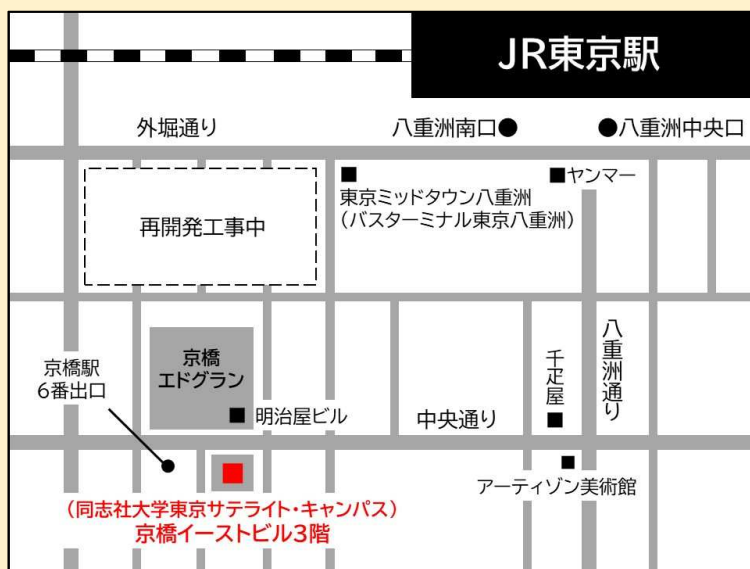 JR東京駅
外堀通り
八重洲南口●
●八重洲中央口
■
東京ミッドタウン八重洲
(バスターミナル東京八重洲)
■ヤンマー
再開発工事中
京橋
エドグラン
京橋駅
6番出口
■明治屋ビル
中央通り
千疋屋
■
八重洲通り
■
アーティゾン美術館
(同志社大学東京サテライト・キャンパス)
京橋イーストビル3階